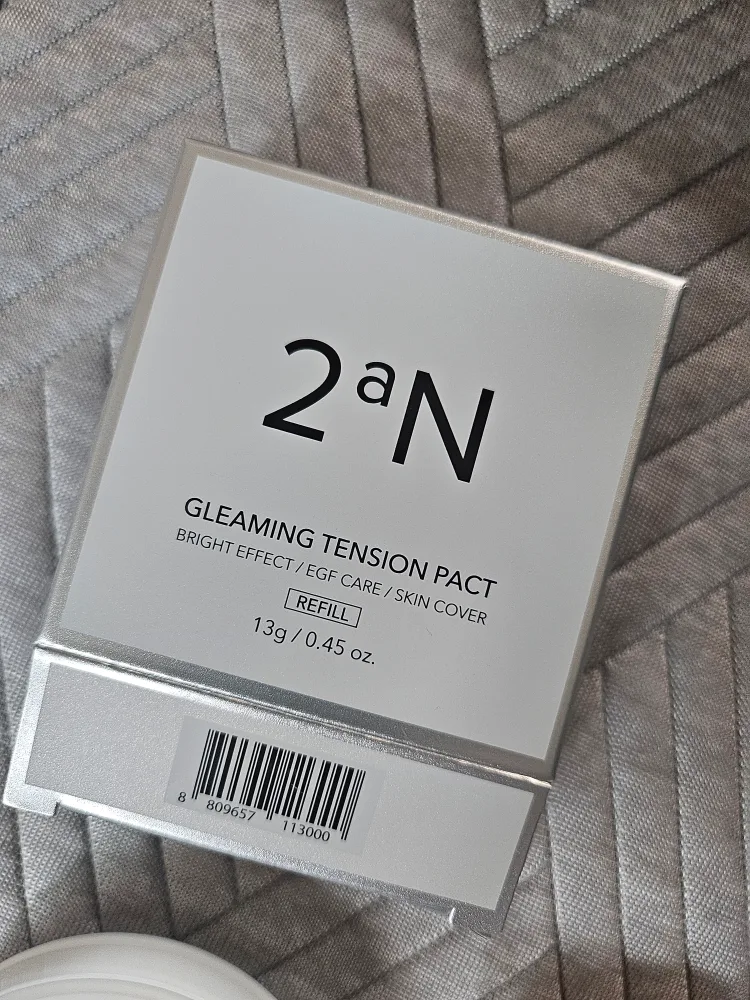 2aN
GLEAMING TENSION PACT
BRIGHT EFFECT / EGF CARE / SKIN COVER
REFILL
13g / 0.45 oz.
8 809657 113000